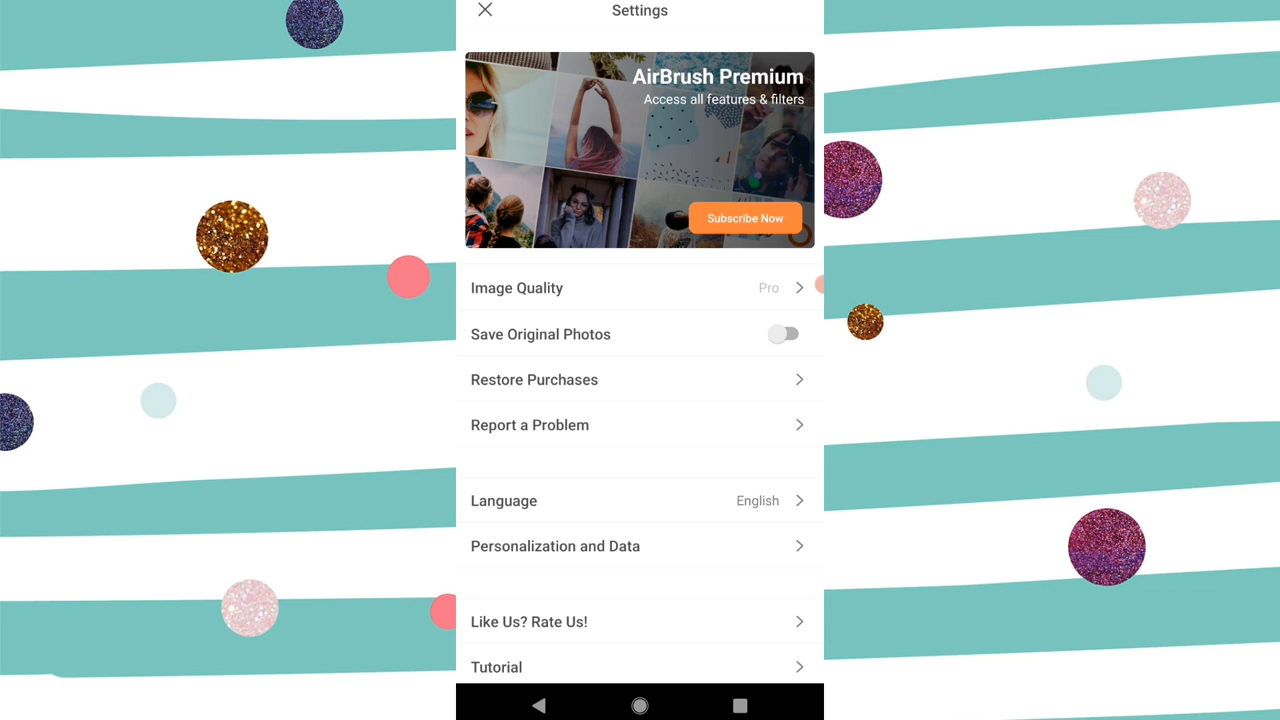 Settings
AirBrush Premium
Access all features & filters
Subscribe Now
Image Quality Pro
Save Original Photos
Restore Purchases
Report a Problem
Language English
Personalization and Data
Like Us? Rate Us!
Tutorial